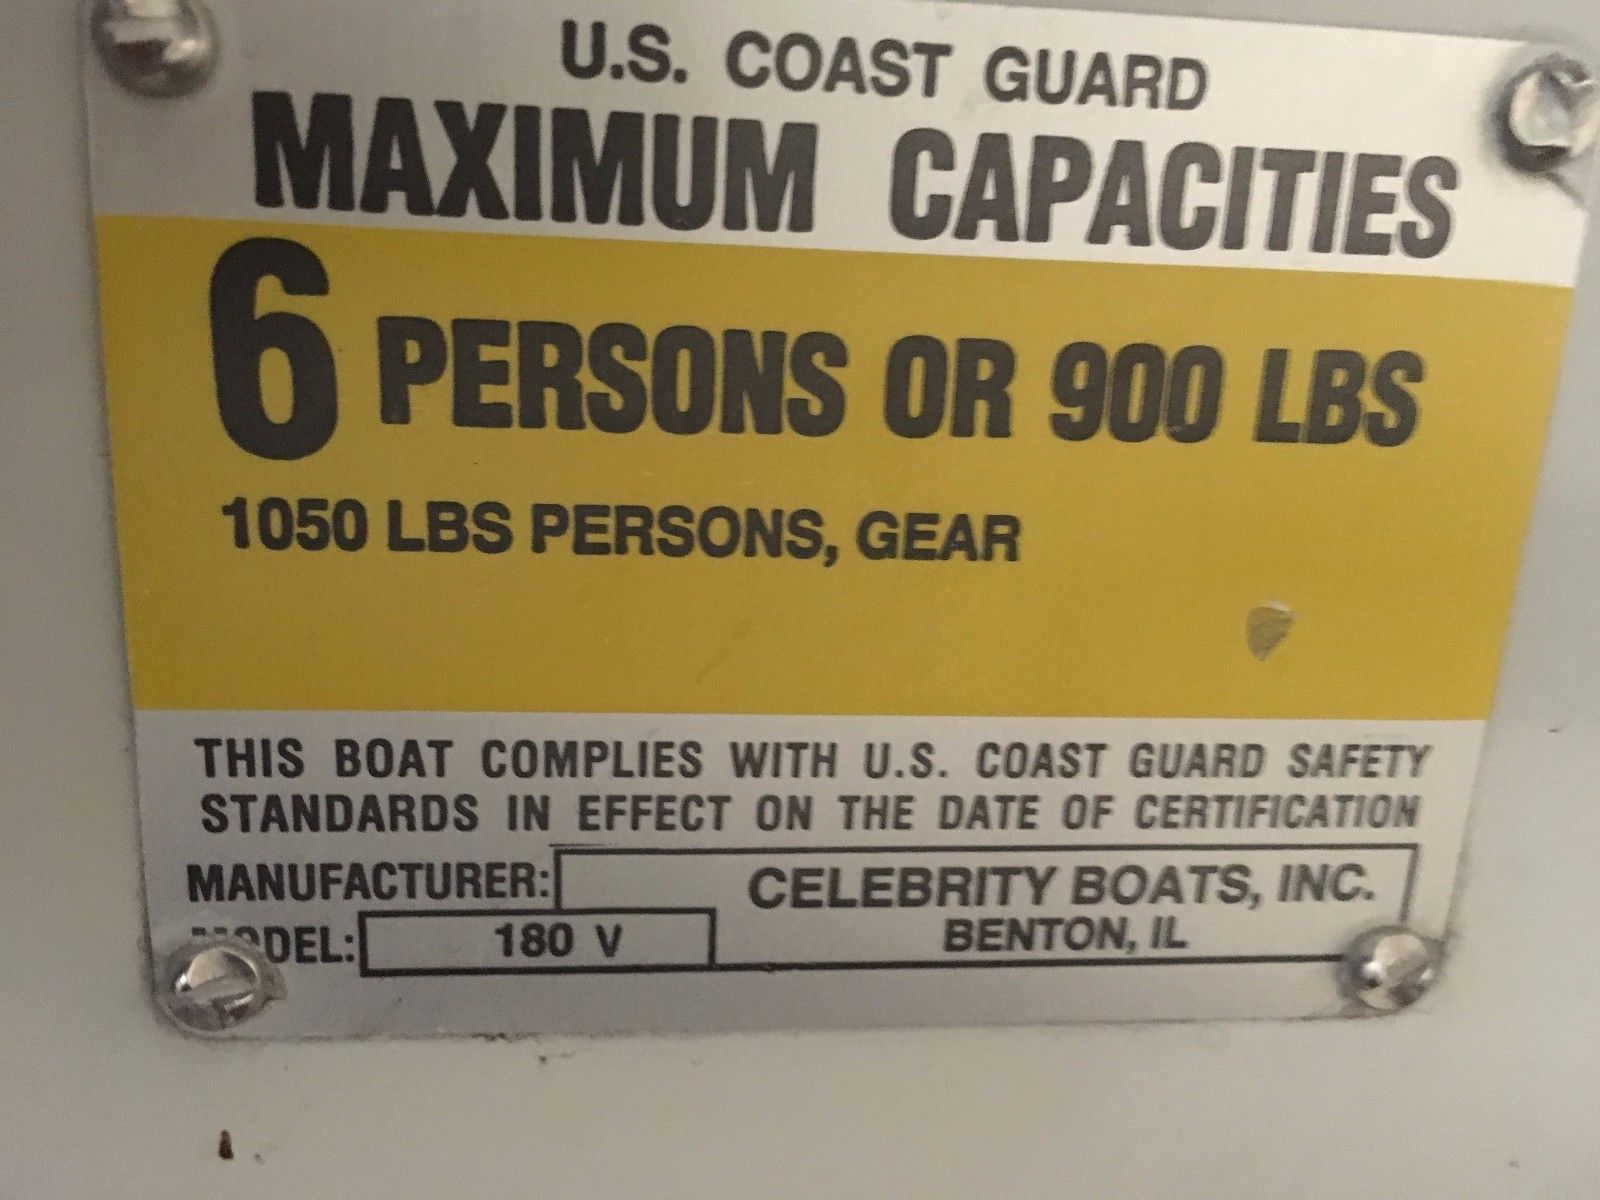 U.S. COAST GUARD
MAXIMUM CAPACITIES
6 PERSONS OR 900 LBS
1050 LBS PERSONS, GEAR
THIS BOAT COMPLIES WITH U.S. COAST GUARD SAFETY
STANDARDS IN EFFECT ON THE DATE OF CERTIFICATION
MANUFACTURER: CELEBRITY BOATS, INC.
MODEL: 180 V BENTON, IL